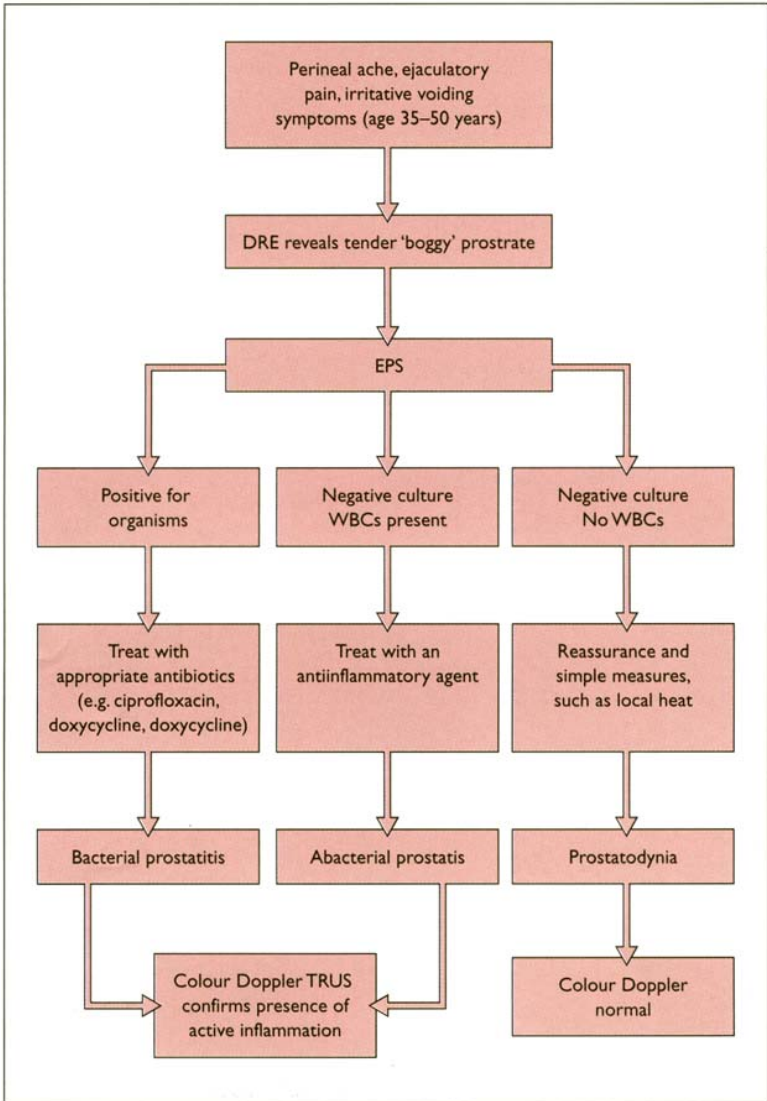 Perineal ache, ejaculatory
pain, irritative voiding
symptoms (age 35–50 years)
DRE reveals tender ‘boggy’ prostrate
EPS
Positive for
organisms
Negative culture
WBCs present
Negative culture
No WBCs
Treat with
appropriate antibiotics
(e.g. ciprofloxacin,
doxycycline, doxycycline)
Treat with an
antiinflammatory agent
Reassurance and
simple measures,
such as local heat
Bacterial prostatitis
Abacterial prostatis
Prostatodynia
Colour Doppler TRUS
confirms presence of
active inflammation
Colour Doppler
normal